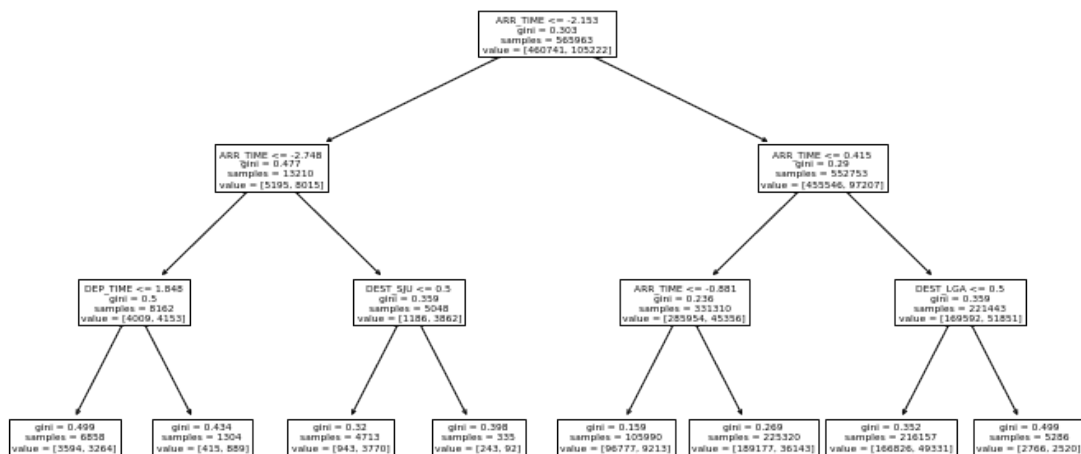 ARR_TIME <= -2.153
gini = 0.303
samples = 565963
value = [460741, 105222]
ARR_TIME <= -2.748
gini = 0.477
samples = 13210
value = [5195, 8015]
ARR_TIME <= 0.415
gini = 0.29
samples = 552753
value = [455546, 97207]
DEP_TIME <= 1.848
gini = 0.5
samples = 8162
value = [4009, 4153]
DEST_SJU <= 0.5
gini = 0.359
samples = 5048
value = [1186, 3862]
ARR_TIME <= -0.881
gini = 0.236
samples = 331310
value = [285954, 45356]
DEST_LGA <= 0.5
gini = 0.359
samples = 221443
value = [169592, 51851]
gini = 0.499
samples = 6858
value = [3594, 3264]
gini = 0.434
samples = 1304
value = [415, 889]
gini = 0.32
samples = 4713
value = [943, 3770]
gini = 0.398
samples = 335
value = [243, 92]
gini = 0.159
samples = 105990
value = [96777, 9213]
gini = 0.269
samples = 225320
value = [189177, 36143]
gini = 0.352
samples = 216157
value = [166826, 49331]
gini = 0.499
samples = 5286
value = [2766, 2520]